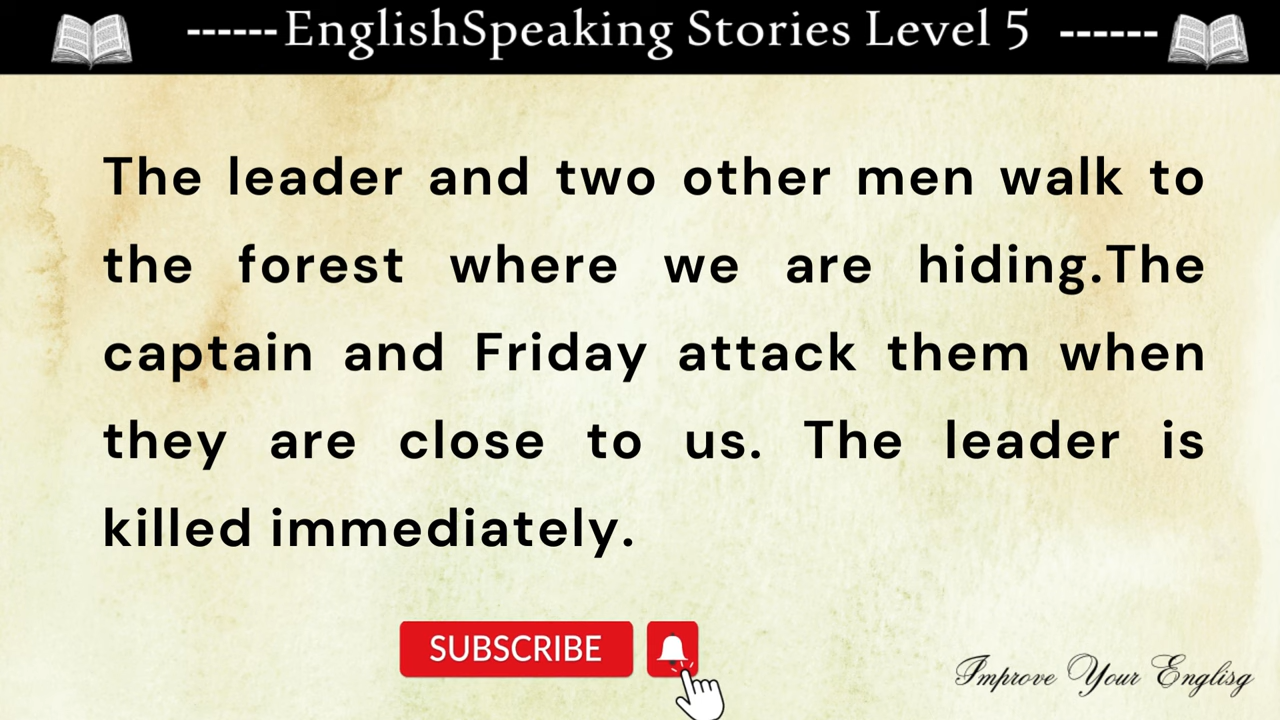 ------EnglishSpeaking Stories Level 5 ------
The leader and two other men walk to
the forest where we are hiding.The
captain and Friday attack them when
they are close to us. The leader is
killed immediately.
SUBSCRIBE
Improve Your Englisg